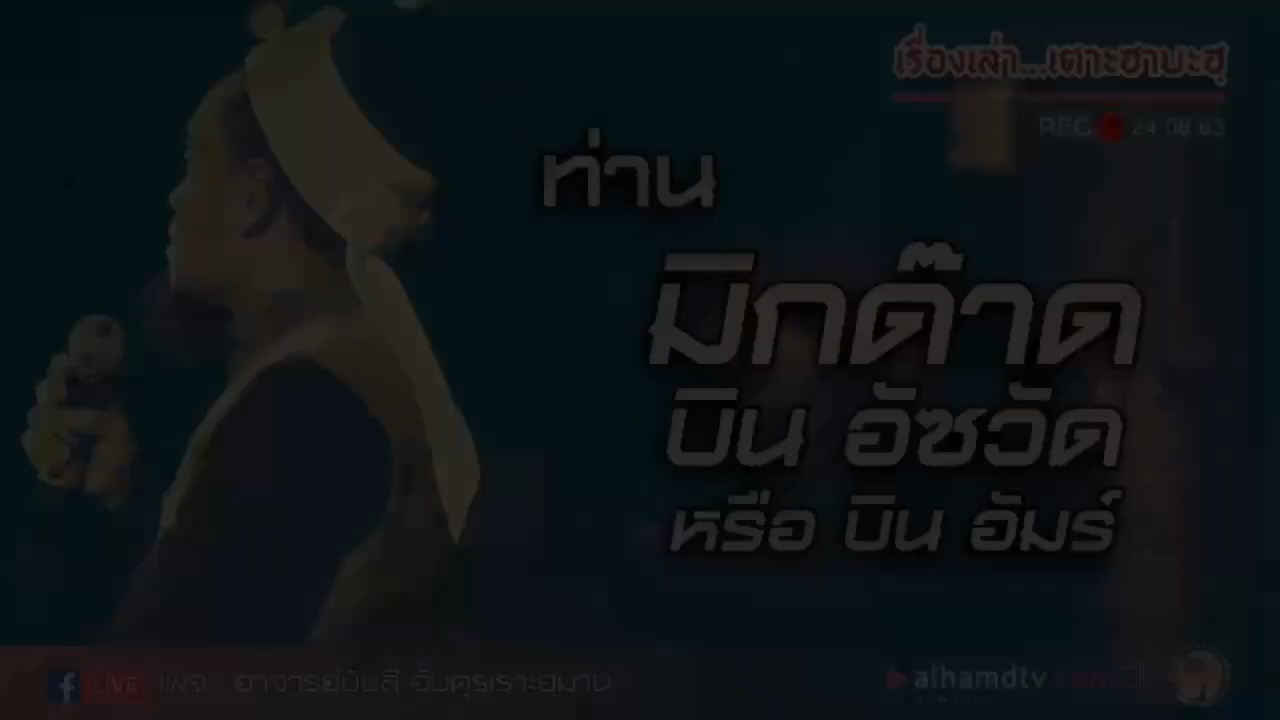 เรื่องเล่า...เศาะฮาบะฮฺ
REC 24 08 63
ท่าน
มิกด๊าด
บิน อัซวัด
หรือ บิน อัมร์
LIVE เพจ : อาจารย์บันลี อับดุรเราะฮมาน
alhamdtv